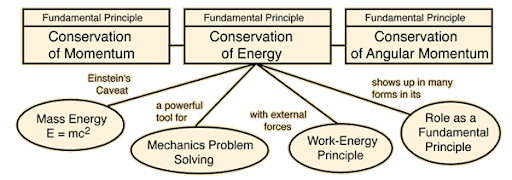 Fundamental Principle
Conservation
of Momentum
Fundamental Principle
Conservation
of Energy
Fundamental Principle
Conservation
of Angular Momentum
Einstein's
Caveat
a powerful
tool for
with external
forces
shows up in many
forms in its
Mass Energy
E = mc²
Mechanics Problem
Solving
Work-Energy
Principle
Role as a
Fundamental
Principle